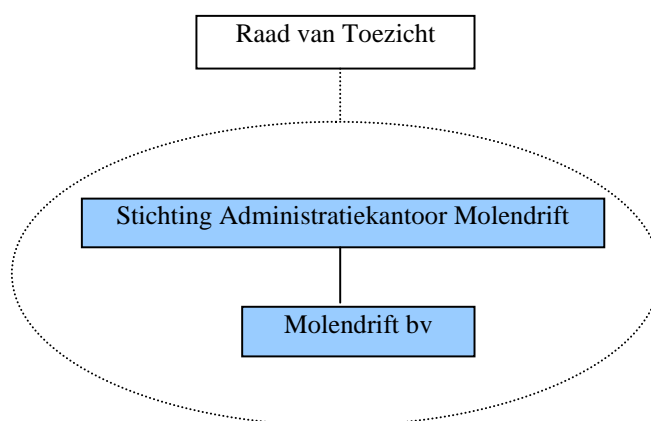 Raad van Toezicht
Stichting Administratiekantoor Molendrift
Molendrift bv